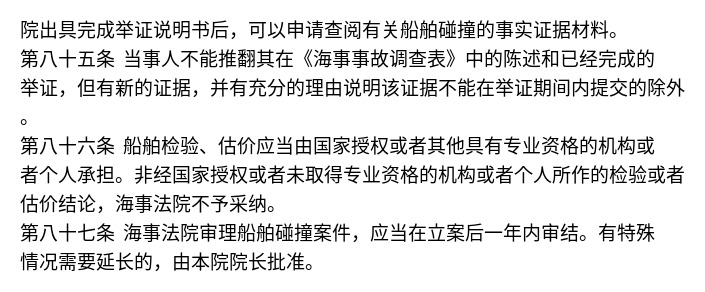 院出具完成举证说明书后，可以申请查阅有关船舶碰撞的事实证据材料。
第八十五条 当事人不能推翻其在《海事事故调查表》中的陈述和已经完成的
举证，但有新的证据，并有充分的理由说明该证据不能在举证期间内提交的除外
。
第八十六条 船舶检验、估价应当由国家授权或者其他具有专业资格的机构或
者个人承担。非经国家授权或者未取得专业资格的机构或者个人所作的检验或者
估价结论，海事法院不予采纳。
第八十七条 海事法院审理船舶碰撞案件，应当在立案后一年内审结。有特殊
情况需要延长的，由本院院长批准。